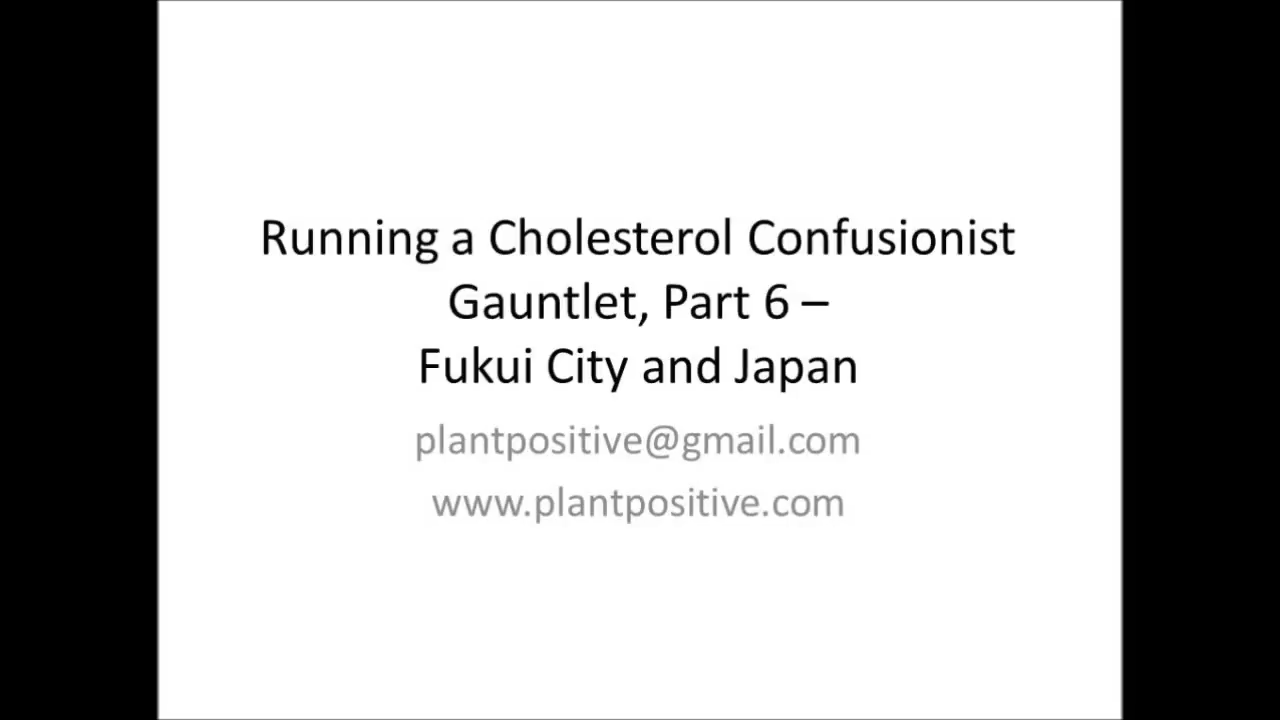 Running a Cholesterol Confusionist
Gauntlet, Part 6 –
Fukui City and Japan
plantpositive@gmail.com
www.plantpositive.com